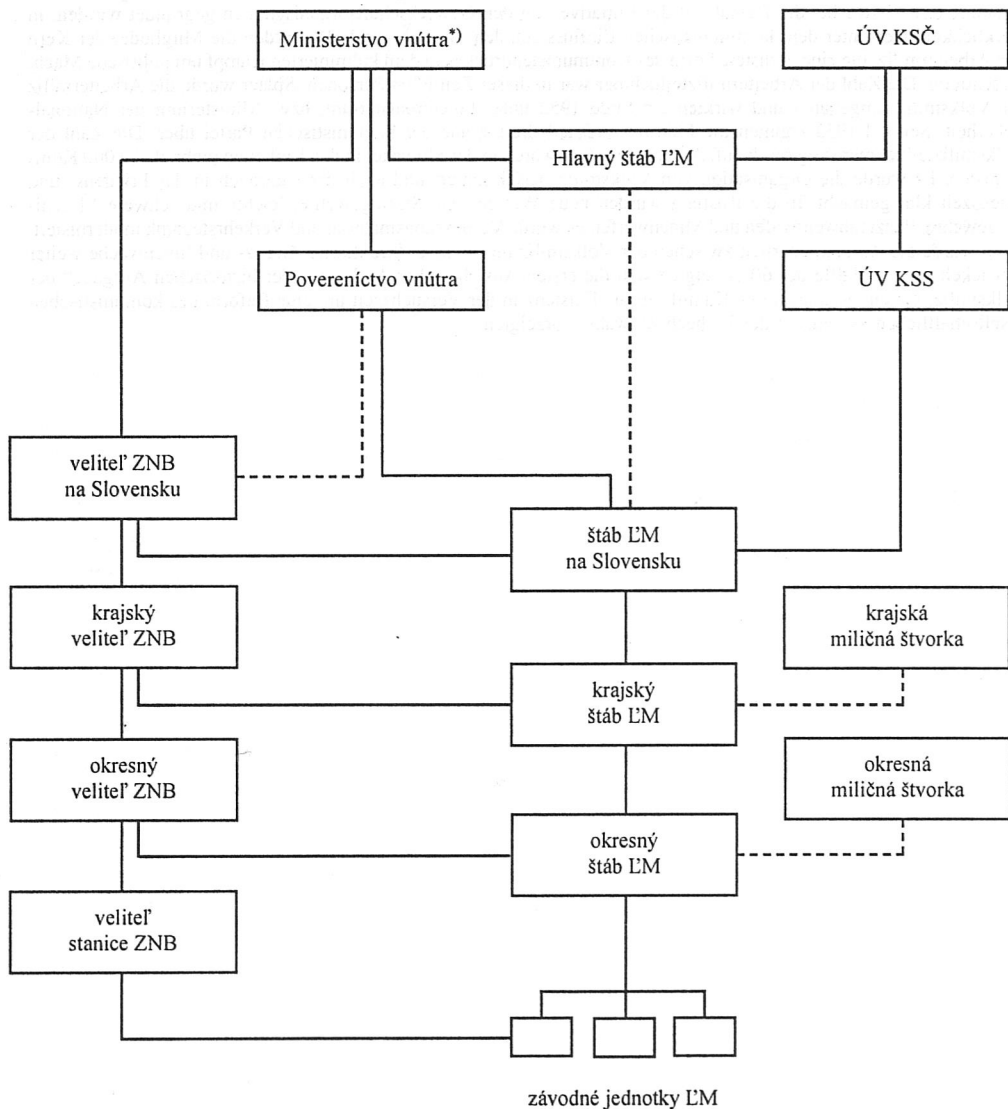 Ministerstvo vnútra*)
ÚV KSČ
Hlavný štáb ĽM
Povereníctvo vnútra
ÚV KSS
veliteľ ZNB
na Slovensku
štáb ĽM
na Slovensku
krajský
veliteľ ZNB
krajská
miličná štvorka
krajský
štáb ĽM
okresný
veliteľ ZNB
okresná
miličná štvorka
okresný
štáb ĽM
veliteľ
stanice ZNB
závodné jednotky ĽM